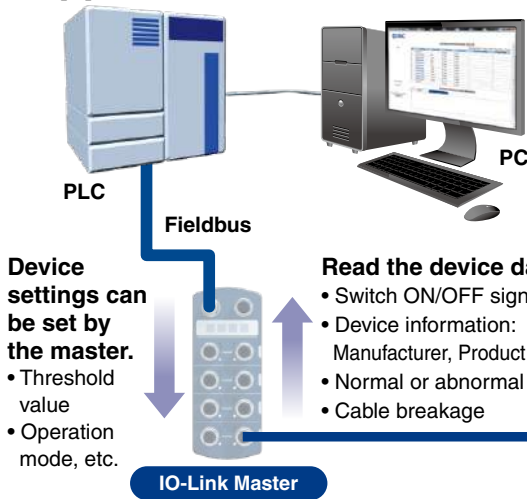 PC
PLC
Fieldbus
Device
settings can
be set by
the master.
• Threshold
value
• Operation
mode, etc.
Read the device da
• Switch ON/OFF sign
• Device information:
Manufacturer, Product
• Normal or abnormal
• Cable breakage
IO-Link Master